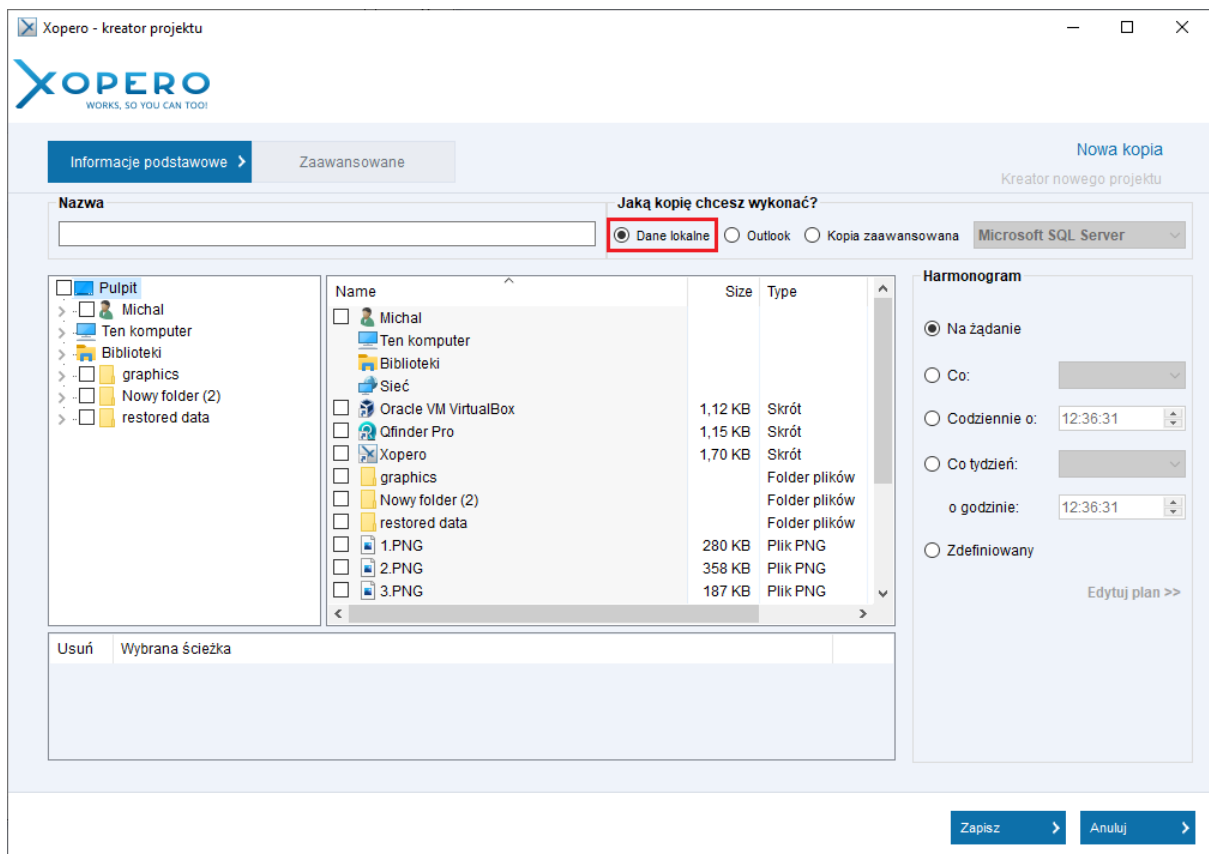 Xopero - kreator projektu
XOPERO
WORKS, SO YOU CAN TOO!
Informacje podstawowe
Zaawansowane
Nowa kopia
Kreator nowego projektu
Nazwa
Jaką kopię chcesz wykonać?
Dane lokalne Outlook Kopia zaawansowana Microsoft SQL Server
Pulpit
Michal
Ten komputer
Biblioteki
graphics
Nowy folder (2)
restored data
Name Size Type
Michal
Ten komputer
Biblioteki
Sieć
Oracle VM VirtualBox 1,12 KB Skrót
Qfinder Pro 1,15 KB Skrót
Xopero 1,70 KB Skrót
graphics Folder plików
Nowy folder (2) Folder plików
restored data Folder plików
1.PNG 280 KB Plik PNG
2.PNG 358 KB Plik PNG
3.PNG 187 KB Plik PNG
Harmonogram
Na żądanie
Co:
Codziennie o: 12:36:31
Co tydzień:
o godzinie: 12:36:31
Zdefiniowany
Edytuj plan >>
Usuń Wybrana ścieżka
Zapisz
Anuluj